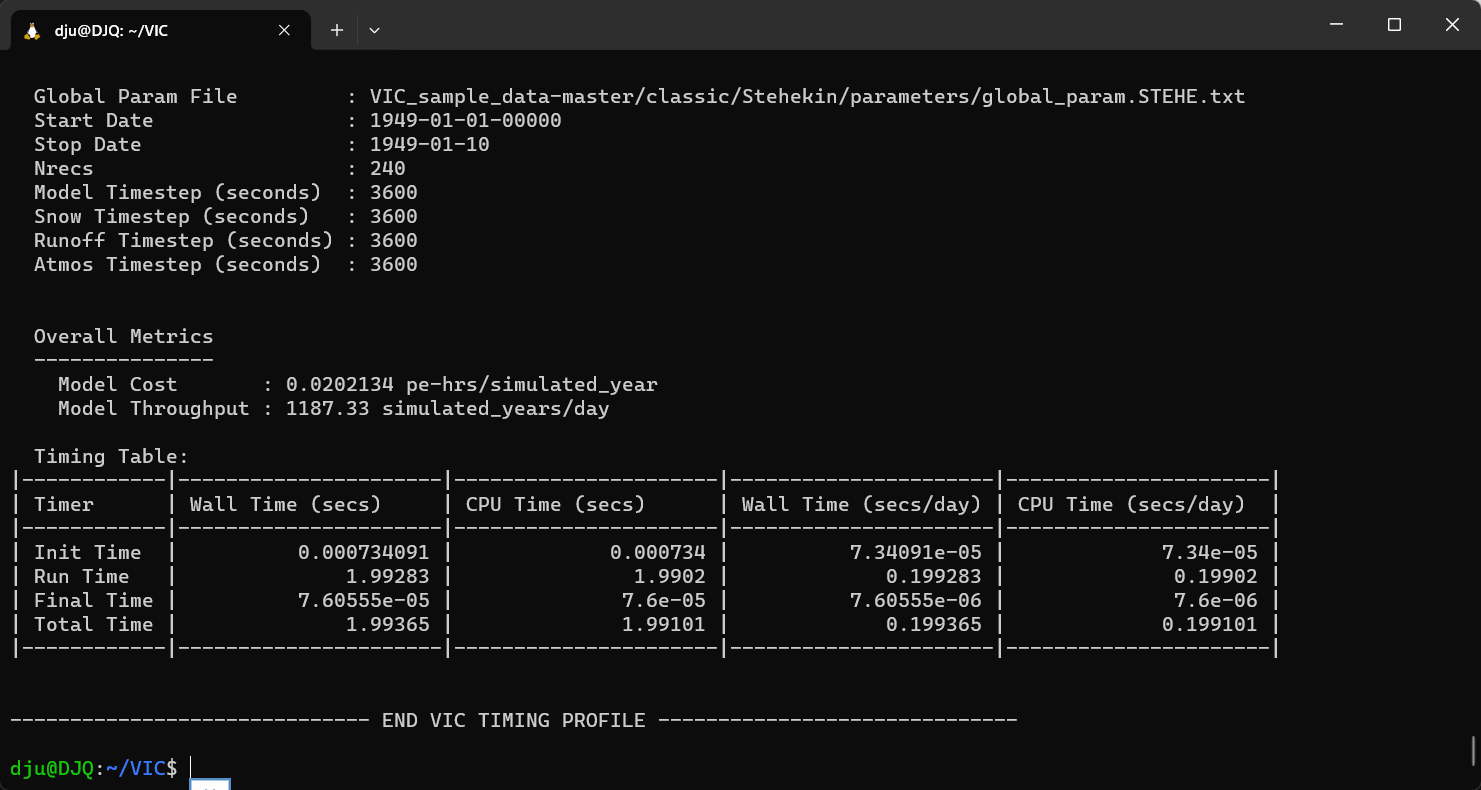 dju@DJQ: ~/VIC
Global Param File : VIC_sample_data-master/classic/Stehekin/parameters/global_param.STEHE.txt
Start Date : 1949-01-01-00000
Stop Date : 1949-01-10
Nrecs : 240
Model Timestep (seconds) : 3600
Snow Timestep (seconds) : 3600
Runoff Timestep (seconds) : 3600
Atmos Timestep (seconds) : 3600
Overall Metrics
---------------
Model Cost : 0.0202134 pe-hrs/simulated_year
Model Throughput : 1187.33 simulated_years/day
Timing Table:
|------------|----------------------|----------------------|----------------------|----------------------|
| Timer | Wall Time (secs) | CPU Time (secs) | Wall Time (secs/day) | CPU Time (secs/day) |
|------------|----------------------|----------------------|----------------------|----------------------|
| Init Time | 0.000734091 | 0.000734 | 7.34091e-05 | 7.34e-05 |
| Run Time | 1.99283 | 1.9902 | 0.199283 | 0.19902 |
| Final Time | 7.60555e-05 | 7.6e-05 | 7.60555e-06 | 7.6e-06 |
| Total Time | 1.99365 | 1.99101 | 0.199365 | 0.199101 |
|------------|----------------------|----------------------|----------------------|----------------------|
------------------------------ END VIC TIMING PROFILE ------------------------------
dju@DJQ:~/VIC$